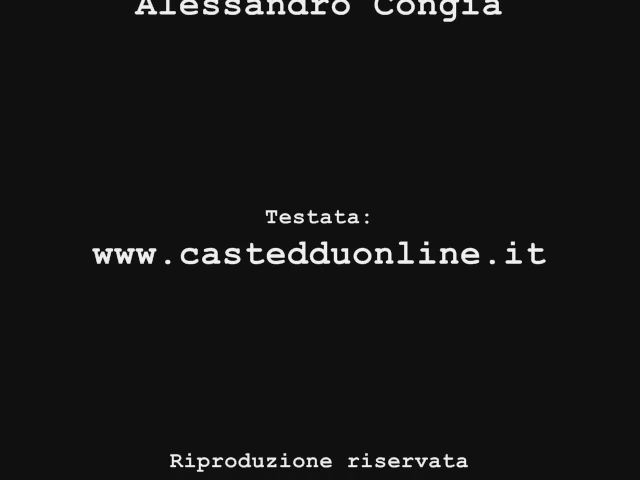 Alessandro Congia
Testata:
www.castedduonline.it
Riproduzione riservata